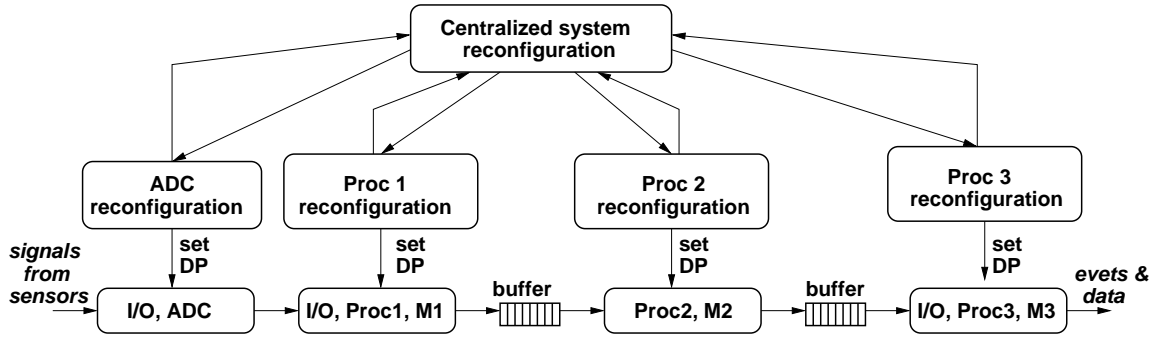 Centralized system
reconfiguration
ADC
reconfiguration
Proc 1
reconfiguration
Proc 2
reconfiguration
Proc 3
reconfiguration
signals
from
sensors
set
DP
set
DP
set
DP
set
DP
I/O, ADC
I/O, Proc1, M1
buffer
Proc2, M2
buffer
I/O, Proc3, M3
evets &
data